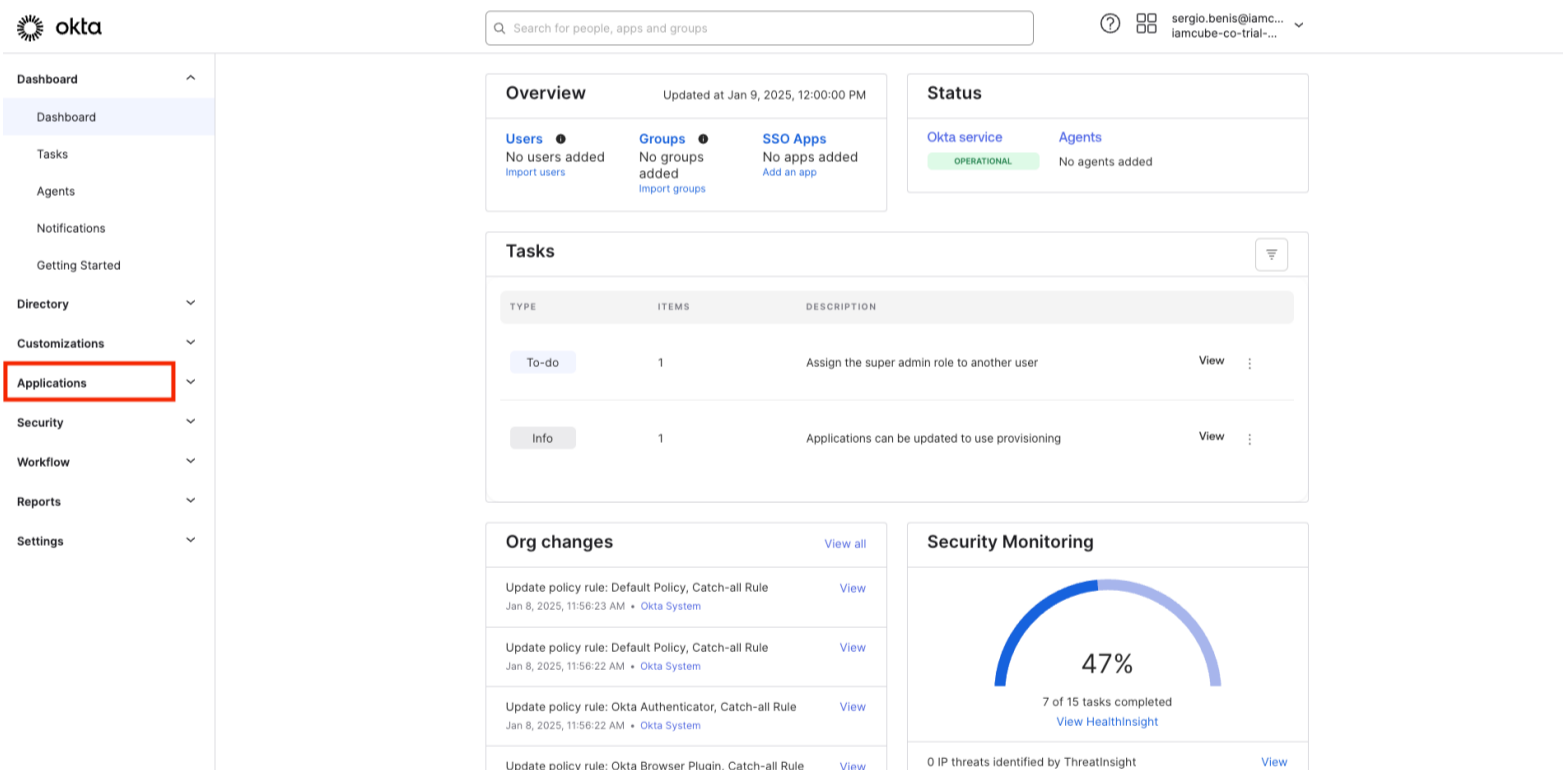 okta
Search for people, apps and groups
sergio.benis@iamc...
iamcube-co-trial-...
Dashboard
Dashboard
Tasks
Agents
Notifications
Getting Started
Directory
Customizations
Applications
Security
Workflow
Reports
Settings
Overview
Updated at Jan 9, 2025, 12:00:00 PM
Users
No users added
Import users
Groups
No groups
added
Import groups
SSO Apps
No apps added
Add an app
Status
Okta service
OPERATIONAL
Agents
No agents added
Tasks
TYPE ITEMS DESCRIPTION
To-do 1 Assign the super admin role to another user View
Info 1 Applications can be updated to use provisioning View
Org changes
View all
Update policy rule: Default Policy, Catch-all Rule View
Jan 8, 2025, 11:56:23 AM • Okta System
Update policy rule: Default Policy, Catch-all Rule View
Jan 8, 2025, 11:56:22 AM • Okta System
Update policy rule: Okta Authenticator, Catch-all Rule View
Jan 8, 2025, 11:56:22 AM • Okta System
Update policy rule: Okta Browser Plugin, Catch-all Rule View
Security Monitoring
47%
7 of 15 tasks completed
View HealthInsight
0 IP threats identified by ThreatInsight View